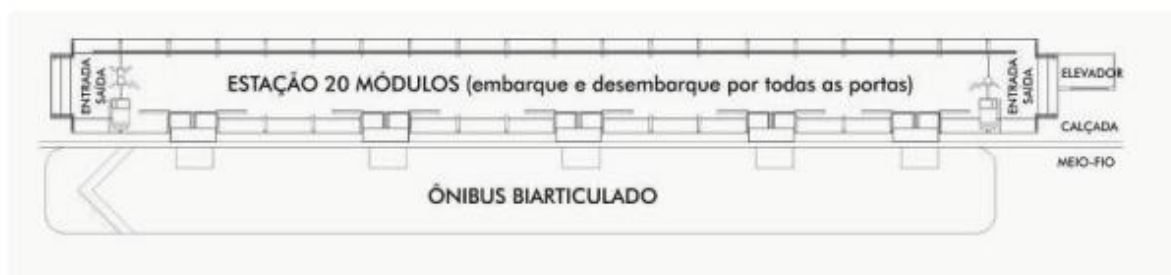 ENTRADA
SAÍDA
ESTAÇÃO 20 MÓDULOS (embarque e desembarque por todas as portas)
ENTRADA
SAÍDA
ELEVADOR
CALÇADA
MEIO-FIO
ÔNIBUS BIARTICULADO